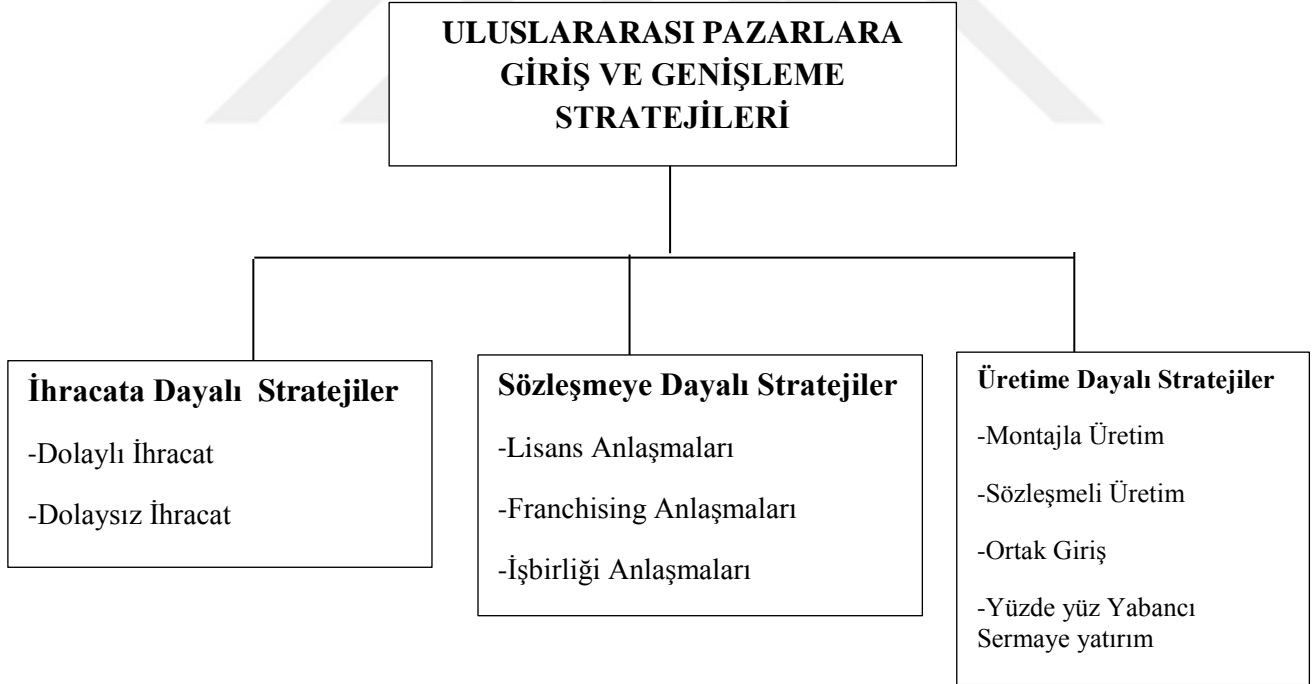 ULUSLARARASI PAZARLARA
GİRİŞ VE GENİŞLEME
STRATEJİLERİ
İhracata Dayalı Stratejiler
-Dolaylı İhracat
-Dolaysız İhracat
Sözleşmeye Dayalı Stratejiler
-Lisans Anlaşmaları
-Franchising Anlaşmaları
-İşbirliği Anlaşmaları
Üretime Dayalı Stratejiler
-Montajla Üretim
-Sözleşmeli Üretim
-Ortak Giriş
-Yüzde yüz Yabancı
Sermaye yatırım